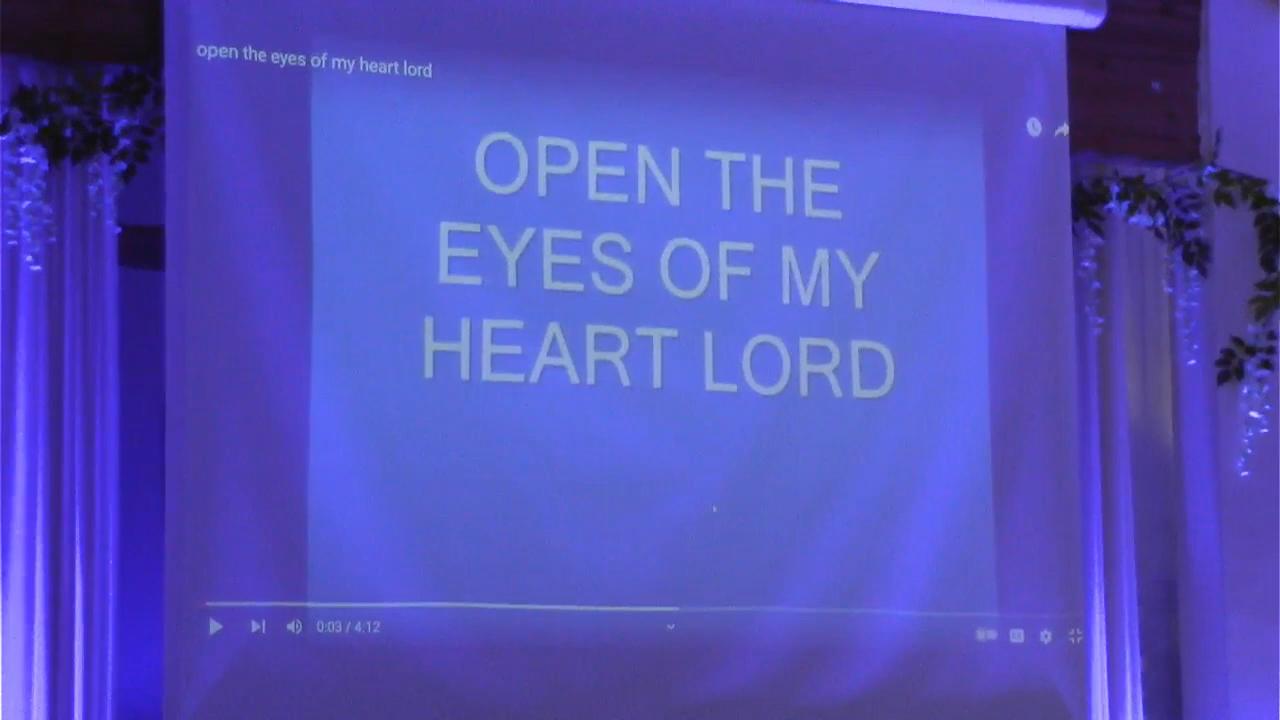 open the eyes of my heart lord
OPEN THE
EYES OF MY
HEART LORD
0:03 / 4:12